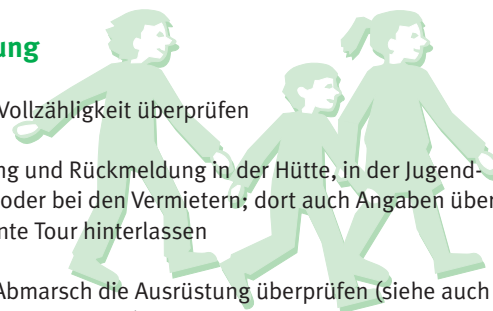 ung
Vollzähligkeit überprüfen
ng und Rückmeldung in der Hütte, in der Jugend-
oder bei den Vermietern; dort auch Angaben über
nte Tour hinterlassen
Abmarsch die Ausrüstung überprüfen (siehe auch